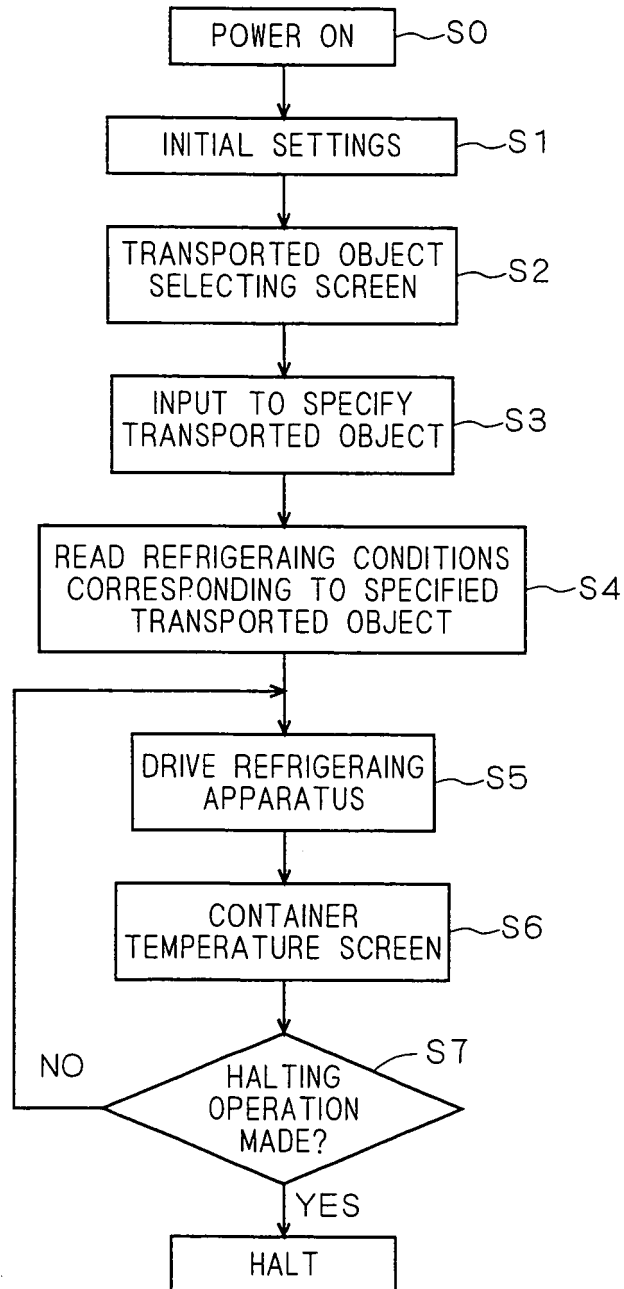 POWER ON
S0
INITIAL SETTINGS
S1
TRANSPORTED OBJECT
SELECTING SCREEN
S2
INPUT TO SPECIFY
TRANSPORTED OBJECT
S3
READ REFRIGERAING CONDITIONS
CORRESPONDING TO SPECIFIED
TRANSPORTED OBJECT
S4
DRIVE REFRIGERAING
APPARATUS
S5
CONTAINER
TEMPERATURE SCREEN
S6
S7
NO
HALTING
OPERATION
MADE?
YES
HALT